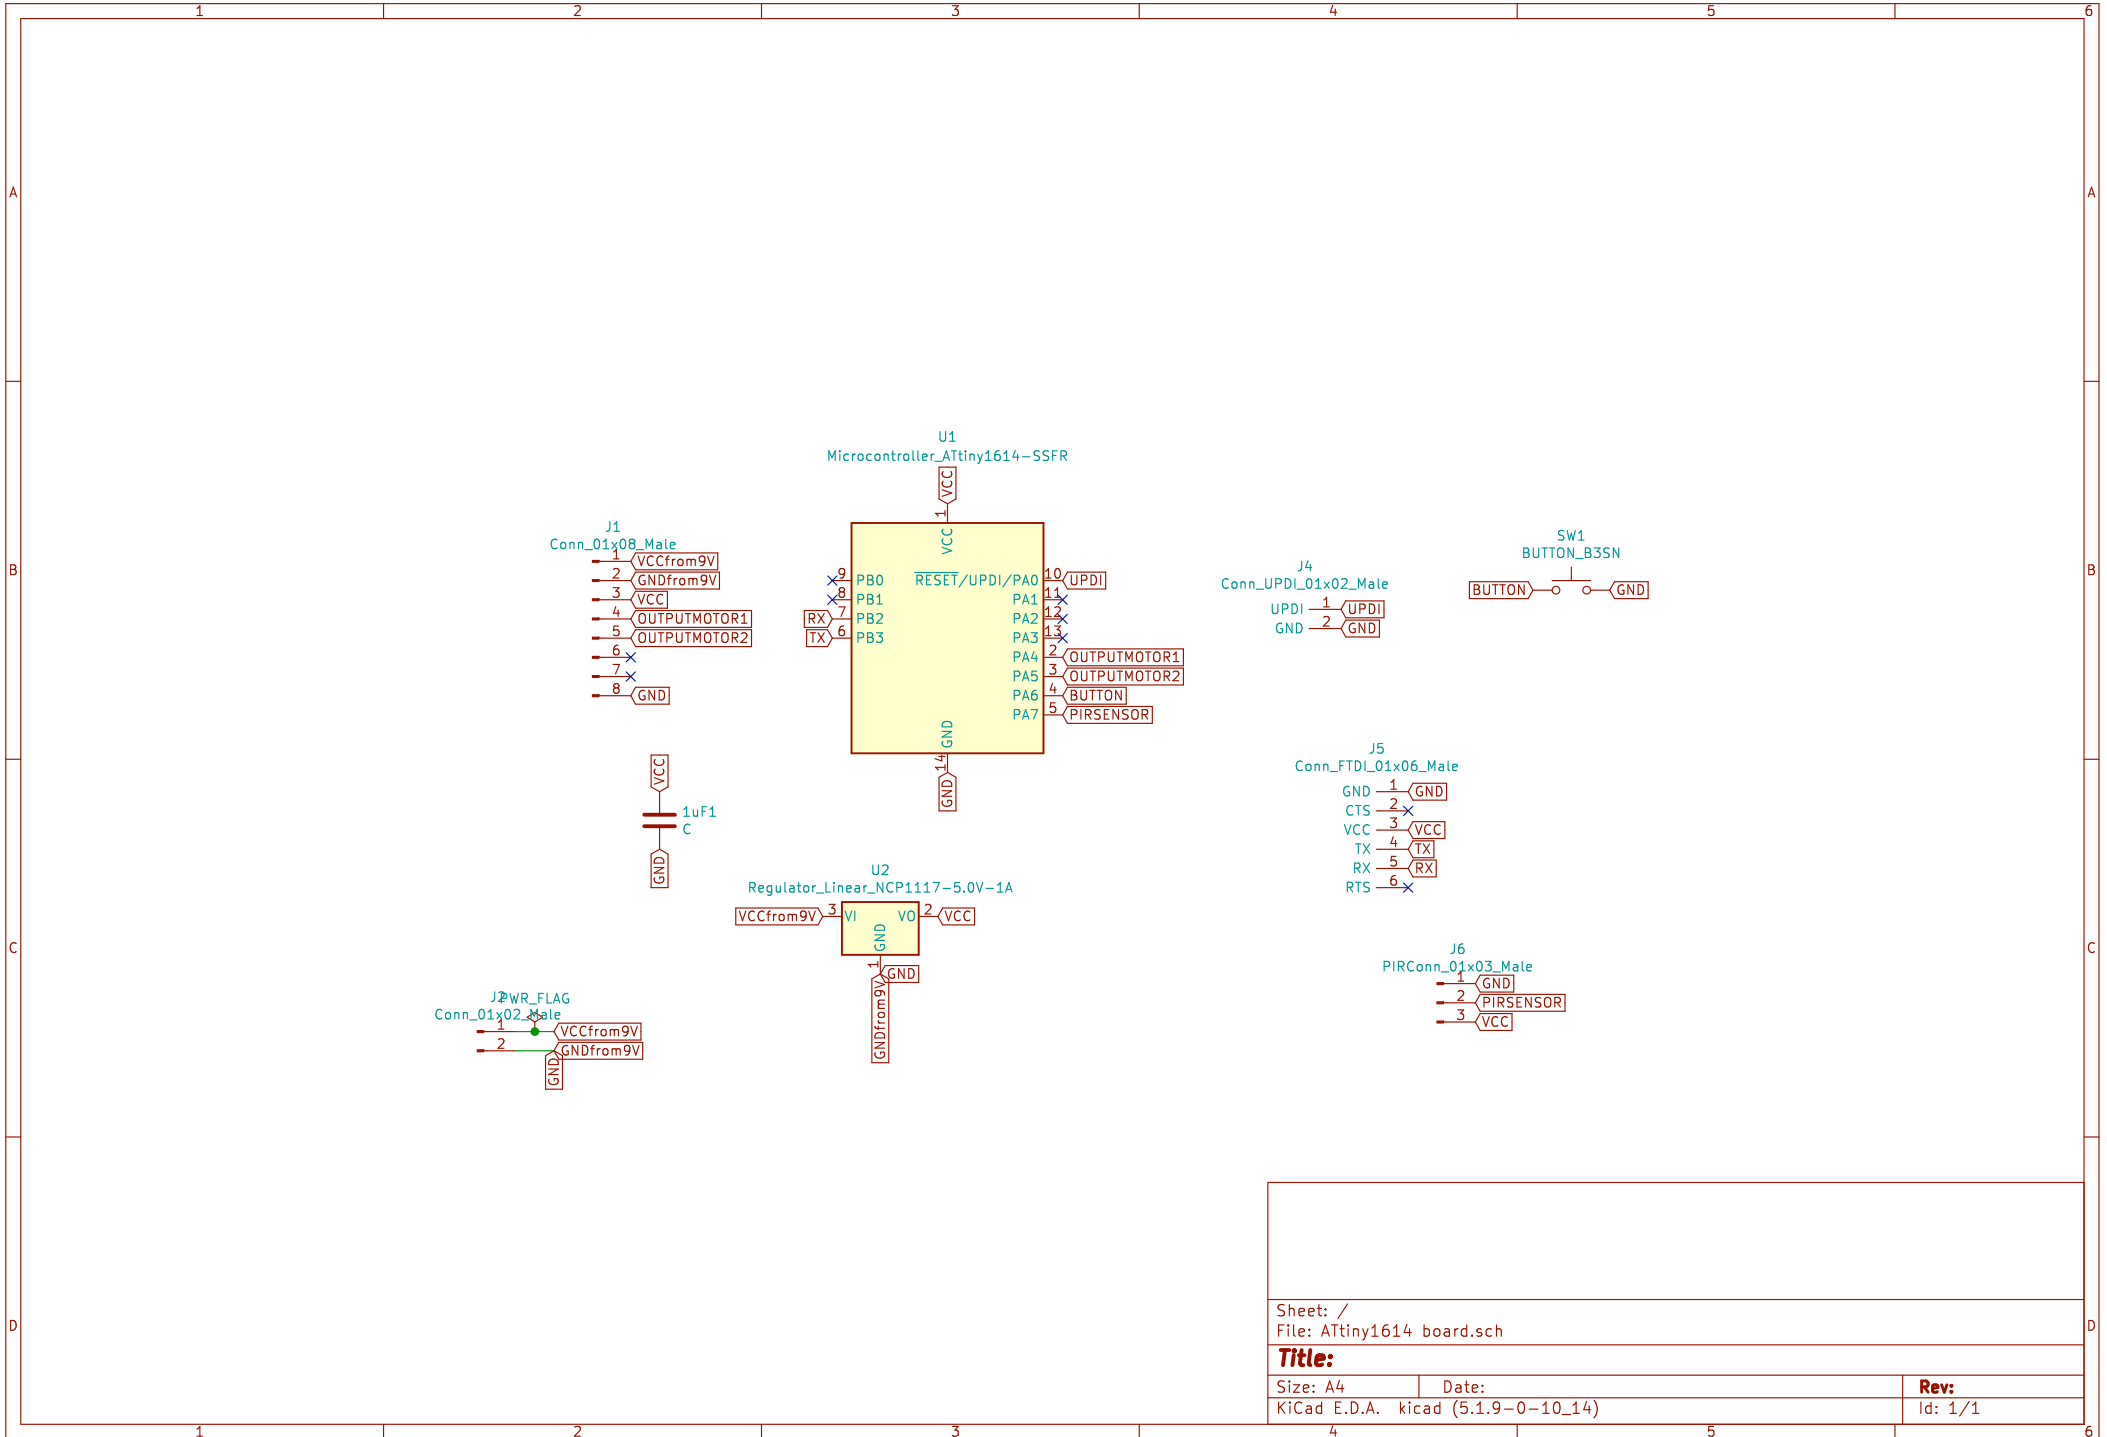 1 2 3 4 5 6
A A
B B
C C
D D
U1
Microcontroller_ATtiny1614-SSFR
VCC
1
VCC
9 PB0
8 PB1
RX 7 PB2
TX 6 PB3
RESET/UPDI/PA0 10 UPDI
PA1 11
PA2 12
PA3 13
PA4 2 OUTPUTMOTOR1
PA5 3 OUTPUTMOTOR2
PA6 4 BUTTON
PA7 5 PIRSENSOR
GND
14
GND
J1
Conn_01x08_Male
1 VCCfrom9V
2 GNDfrom9V
3 VCC
4 OUTPUTMOTOR1
5 OUTPUTMOTOR2
6
7
8 GND
J4
Conn_UPDI_01x02_Male
UPDI 1 UPDI
GND 2 GND
SW1
BUTTON_B3SN
BUTTON GND
VCC
1uF1
C
GND
J5
Conn_FTDI_01x06_Male
GND 1 GND
CTS 2
VCC 3 VCC
TX 4 TX
RX 5 RX
RTS 6
U2
Regulator_Linear_NCP1117-5.0V-1A
VCCfrom9V 3 VI VO 2 VCC
GND
1
GND
GNDfrom9V
J6
PIRConn_01x03_Male
1 GND
2 PIRSENSOR
3 VCC
J2
PWR_FLAG
Conn_01x02_Male
1 VCCfrom9V
2 GNDfrom9V
GND
Sheet: /
File: ATtiny1614 board.sch
Title:
Size: A4 Date: Rev:
KiCad E.D.A. kicad (5.1.9-0-10_14) Id: 1/1
1 2 3 4 5 6